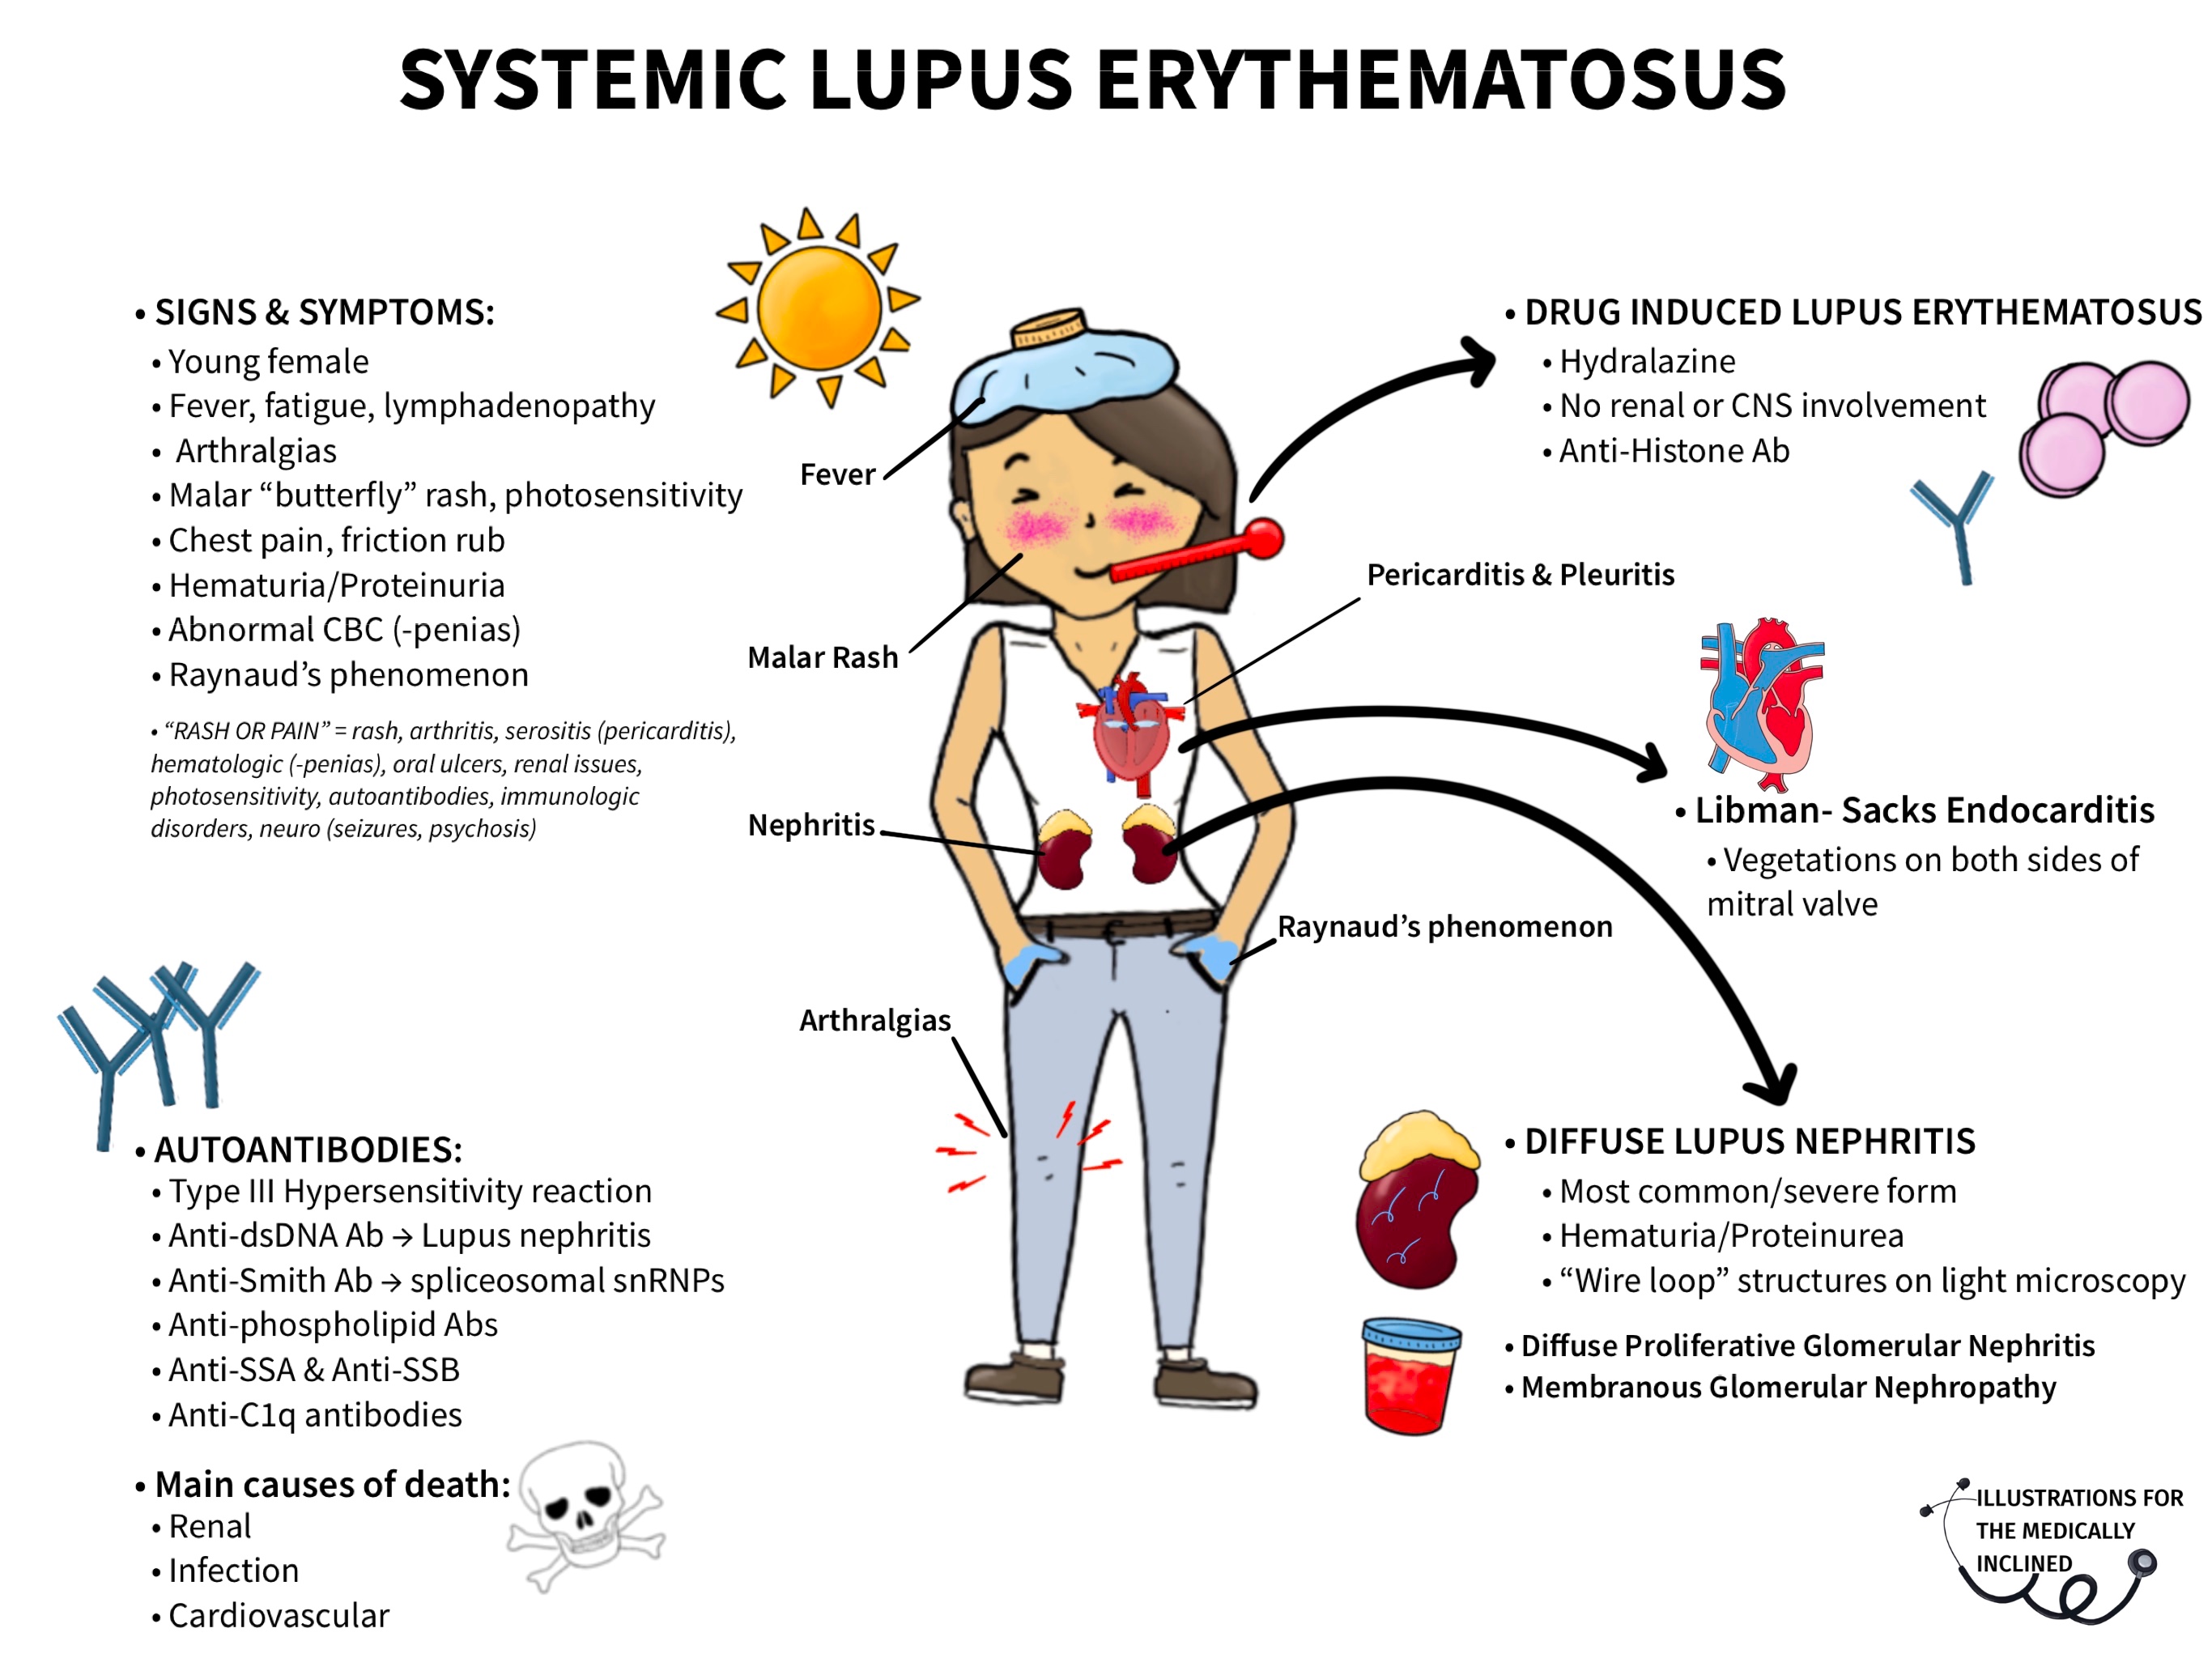 SYSTEMIC LUPUS ERYTHEMATOSUS
• SIGNS & SYMPTOMS:
• Young female
• Fever, fatigue, lymphadenopathy
• Arthralgias
• Malar “butterfly” rash, photosensitivity
• Chest pain, friction rub
• Hematuria/Proteinuria
• Abnormal CBC (-penias)
• Raynaud’s phenomenon
• “RASH OR PAIN” = rash, arthritis, serositis (pericarditis),
hematologic (-penias), oral ulcers, renal issues,
photosensitivity, autoantibodies, immunologic
disorders, neuro (seizures, psychosis)
• AUTOANTIBODIES:
• Type III Hypersensitivity reaction
• Anti-dsDNA Ab → Lupus nephritis
• Anti-Smith Ab → spliceosomal snRNPs
• Anti-phospholipid Abs
• Anti-SSA & Anti-SSB
• Anti-C1q antibodies
• Main causes of death:
• Renal
• Infection
• Cardiovascular
Fever
Malar Rash
Nephritis
Arthralgias
Pericarditis & Pleuritis
Raynaud’s phenomenon
• DRUG INDUCED LUPUS ERYTHEMATOSUS
• Hydralazine
• No renal or CNS involvement
• Anti-Histone Ab
• Libman- Sacks Endocarditis
• Vegetations on both sides of
mitral valve
• DIFFUSE LUPUS NEPHRITIS
• Most common/severe form
• Hematuria/Proteinurea
• “Wire loop” structures on light microscopy
• Diffuse Proliferative Glomerular Nephritis
• Membranous Glomerular Nephropathy
ILLUSTRATIONS FOR
THE MEDICALLY
INCLINED